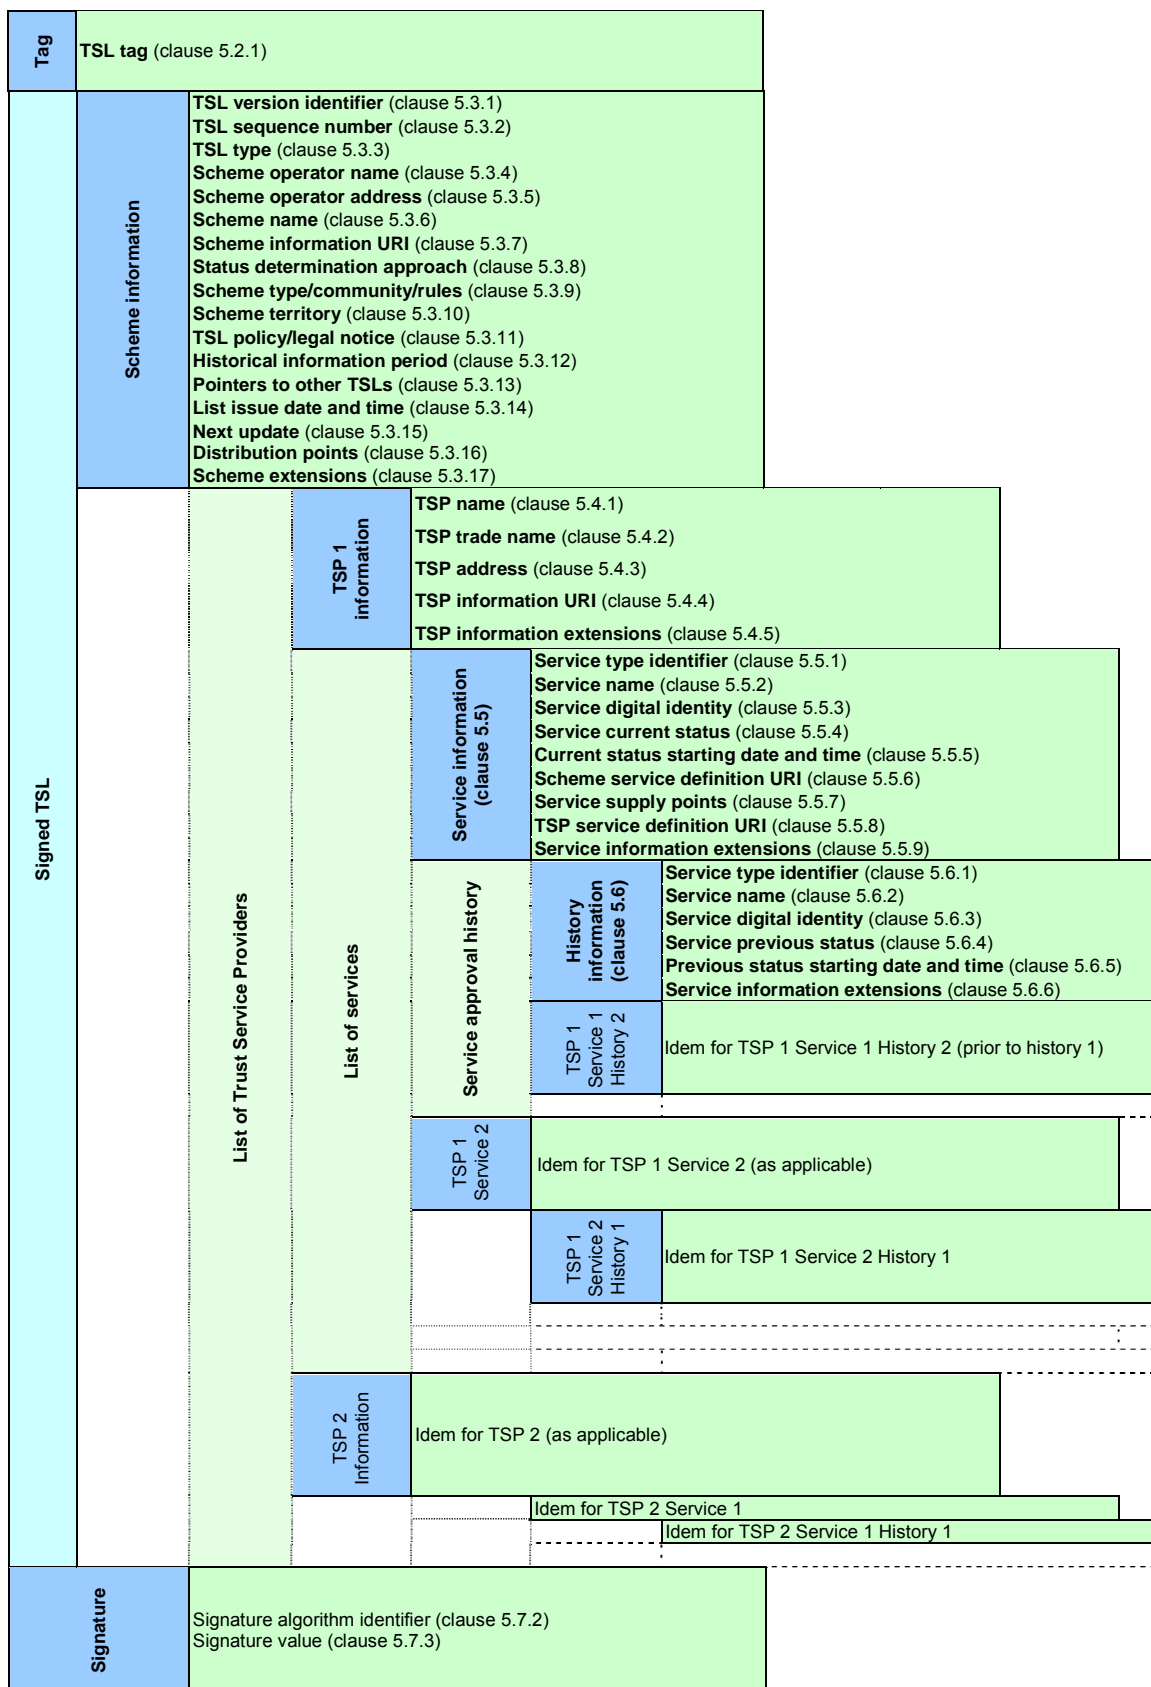 Tag
TSL tag (clause 5.2.1)
Signed TSL
Scheme information
TSL version identifier (clause 5.3.1)
TSL sequence number (clause 5.3.2)
TSL type (clause 5.3.3)
Scheme operator name (clause 5.3.4)
Scheme operator address (clause 5.3.5)
Scheme name (clause 5.3.6)
Scheme information URI (clause 5.3.7)
Status determination approach (clause 5.3.8)
Scheme type/community/rules (clause 5.3.9)
Scheme territory (clause 5.3.10)
TSL policy/legal notice (clause 5.3.11)
Historical information period (clause 5.3.12)
Pointers to other TSLs (clause 5.3.13)
List issue date and time (clause 5.3.14)
Next update (clause 5.3.15)
Distribution points (clause 5.3.16)
Scheme extensions (clause 5.3.17)
List of Trust Service Providers
TSP 1
information
TSP name (clause 5.4.1)
TSP trade name (clause 5.4.2)
TSP address (clause 5.4.3)
TSP information URI (clause 5.4.4)
TSP information extensions (clause 5.4.5)
List of services
Service information
(clause 5.5)
Service type identifier (clause 5.5.1)
Service name (clause 5.5.2)
Service digital identity (clause 5.5.3)
Service current status (clause 5.5.4)
Current status starting date and time (clause 5.5.5)
Scheme service definition URI (clause 5.5.6)
Service supply points (clause 5.5.7)
TSP service definition URI (clause 5.5.8)
Service information extensions (clause 5.5.9)
Service approval history
History
information
(clause 5.6)
Service type identifier (clause 5.6.1)
Service name (clause 5.6.2)
Service digital identity (clause 5.6.3)
Service previous status (clause 5.6.4)
Previous status starting date and time (clause 5.6.5)
Service information extensions (clause 5.6.6)
TSP 1
Service 1
History 2
Idem for TSP 1 Service 1 History 2 (prior to history 1)
TSP 1
Service 2
Idem for TSP 1 Service 2 (as applicable)
TSP 1
Service 2
History 1
Idem for TSP 1 Service 2 History 1
TSP 2
Information
Idem for TSP 2 (as applicable)
Idem for TSP 2 Service 1
Idem for TSP 2 Service 1 History 1
Signature
Signature algorithm identifier (clause 5.7.2)
Signature value (clause 5.7.3)